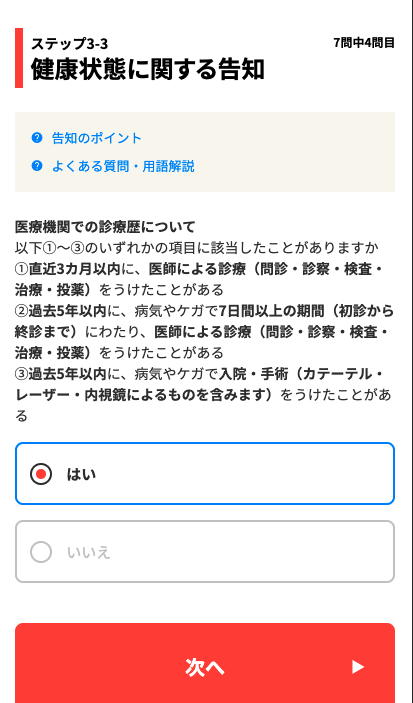 ステップ3-3
7問中4問目
健康状態に関する告知
告知のポイント
よくある質問・用語解説
医療機関での診療歴について
以下①～③のいずれかの項目に該当したことがありますか
①直近3カ月以内に、医師による診療（問診・診察・検査・
治療・投薬）をうけたことがある
②過去5年以内に、病気やケガで7日間以上の期間（初診から
終診まで）にわたり、医師による診療（問診・診察・検査・
治療・投薬）をうけたことがある
③過去5年以内に、病気やケガで入院・手術（カテーテル・
レーザー・内視鏡によるものを含みます）をうけたことがあ
る
はい
いいえ
次へ